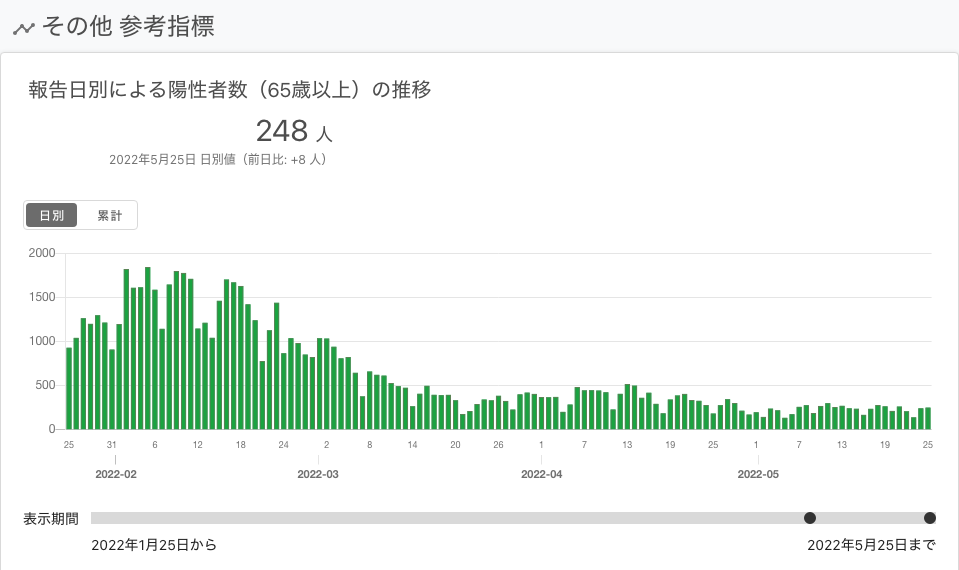 その他 参考指標
報告日別による陽性者数（65歳以上）の推移
248 人
2022年5月25日 日別値（前日比: +8 人）
日別 累計
2000
1500
1000
500
0
25 31 6 12 18 24 2 8 14 20 26 1 7 13 19 25 1 7 13 19 25
2022-02 2022-03 2022-04 2022-05
表示期間
2022年1月25日から 2022年5月25日まで